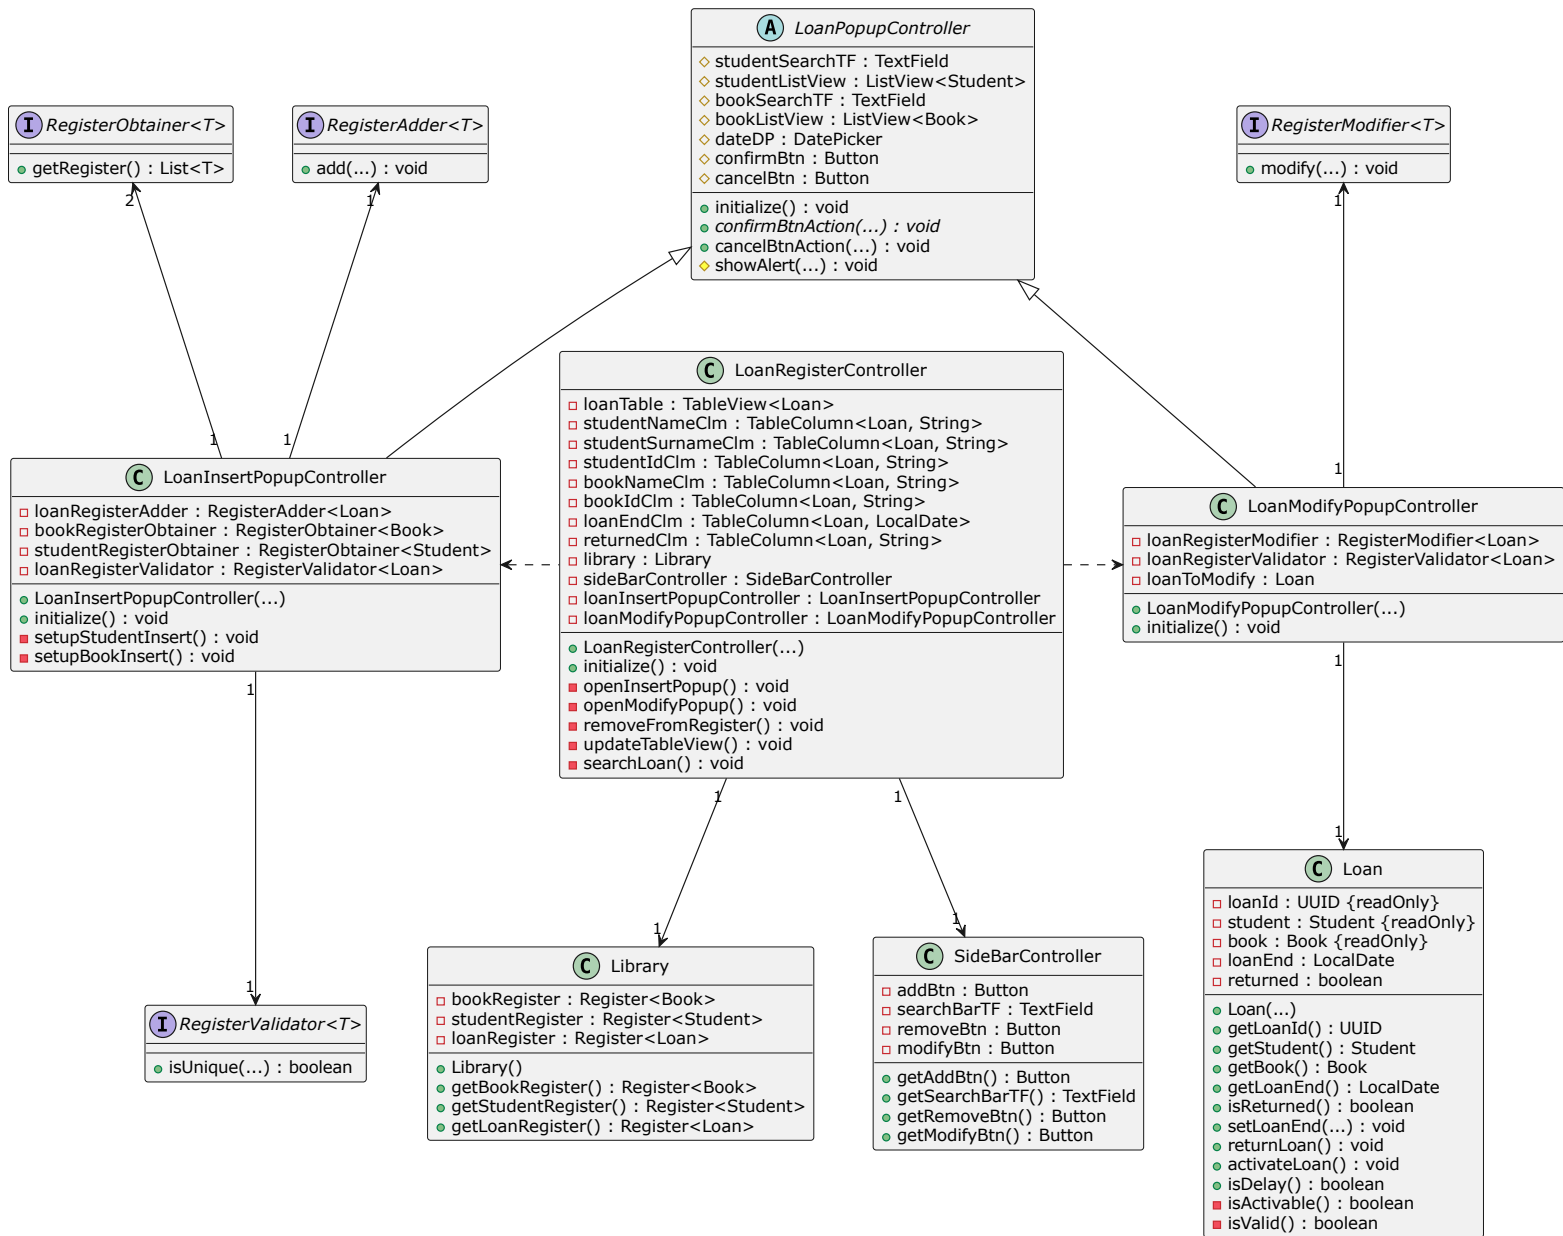 A LoanPopupController
studentSearchTF : TextField
studentListView : ListView<Student>
bookSearchTF : TextField
bookListView : ListView<Book>
dateDP : DatePicker
confirmBtn : Button
cancelBtn : Button
initialize() : void
confirmBtnAction(...) : void
cancelBtnAction(...) : void
showAlert(...) : void
I RegisterObtainer<T>
getRegister() : List<T>
2
1
I RegisterAdder<T>
add(...) : void
1
1
I RegisterModifier<T>
modify(...) : void
1
1
C LoanInsertPopupController
loanRegisterAdder : RegisterAdder<Loan>
bookRegisterObtainer : RegisterObtainer<Book>
studentRegisterObtainer : RegisterObtainer<Student>
loanRegisterValidator : RegisterValidator<Loan>
LoanInsertPopupController(...)
initialize() : void
setupStudentInsert() : void
setupBookInsert() : void
1
1
C LoanRegisterController
loanTable : TableView<Loan>
studentNameClm : TableColumn<Loan, String>
studentSurnameClm : TableColumn<Loan, String>
studentIdClm : TableColumn<Loan, String>
bookNameClm : TableColumn<Loan, String>
bookIdClm : TableColumn<Loan, String>
loanEndClm : TableColumn<Loan, LocalDate>
returnedClm : TableColumn<Loan, String>
library : Library
sideBarController : SideBarController
loanInsertPopupController : LoanInsertPopupController
loanModifyPopupController : LoanModifyPopupController
LoanRegisterController(...)
initialize() : void
openInsertPopup() : void
openModifyPopup() : void
removeFromRegister() : void
updateTableView() : void
searchLoan() : void
1
1
1
1
C LoanModifyPopupController
loanRegisterModifier : RegisterModifier<Loan>
loanRegisterValidator : RegisterValidator<Loan>
loanToModify : Loan
LoanModifyPopupController(...)
initialize() : void
1
1
I RegisterValidator<T>
isUnique(...) : boolean
C Library
bookRegister : Register<Book>
studentRegister : Register<Student>
loanRegister : Register<Loan>
Library()
getBookRegister() : Register<Book>
getStudentRegister() : Register<Student>
getLoanRegister() : Register<Loan>
C SideBarController
addBtn : Button
searchBarTF : TextField
removeBtn : Button
modifyBtn : Button
getAddBtn() : Button
getSearchBarTF() : TextField
getRemoveBtn() : Button
getModifyBtn() : Button
C Loan
loanId : UUID {readOnly}
student : Student {readOnly}
book : Book {readOnly}
loanEnd : LocalDate
returned : boolean
Loan(...)
getLoanId() : UUID
getStudent() : Student
getBook() : Book
getLoanEnd() : LocalDate
isReturned() : boolean
setLoanEnd(...) : void
returnLoan() : void
activateLoan() : void
isDelay() : boolean
isActivable() : boolean
isValid() : boolean